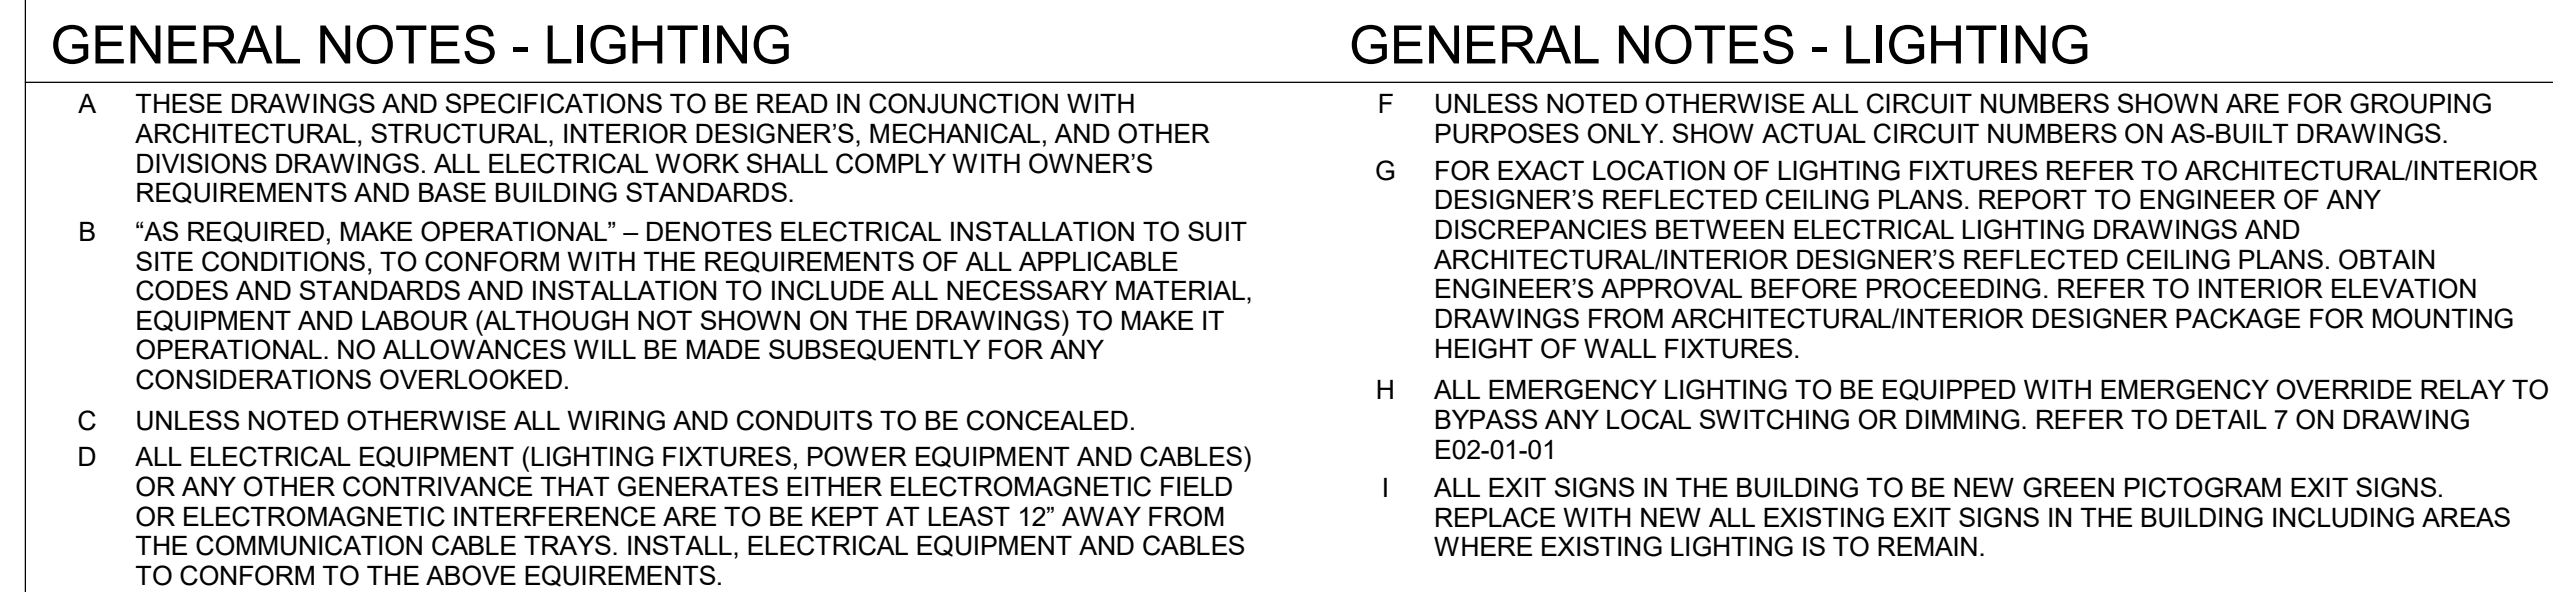 GENERAL NOTES - LIGHTING
A THESE DRAWINGS AND SPECIFICATIONS TO BE READ IN CONJUNCTION WITH
ARCHITECTURAL, STRUCTURAL, INTERIOR DESIGNER’S, MECHANICAL, AND OTHER
DIVISIONS DRAWINGS. ALL ELECTRICAL WORK SHALL COMPLY WITH OWNER’S
REQUIREMENTS AND BASE BUILDING STANDARDS.
B “AS REQUIRED, MAKE OPERATIONAL” – DENOTES ELECTRICAL INSTALLATION TO SUIT
SITE CONDITIONS, TO CONFORM WITH THE REQUIREMENTS OF ALL APPLICABLE
CODES AND STANDARDS AND INSTALLATION TO INCLUDE ALL NECESSARY MATERIAL,
EQUIPMENT AND LABOUR (ALTHOUGH NOT SHOWN ON THE DRAWINGS) TO MAKE IT
OPERATIONAL. NO ALLOWANCES WILL BE MADE SUBSEQUENTLY FOR ANY
CONSIDERATIONS OVERLOOKED.
C UNLESS NOTED OTHERWISE ALL WIRING AND CONDUITS TO BE CONCEALED.
D ALL ELECTRICAL EQUIPMENT (LIGHTING FIXTURES, POWER EQUIPMENT AND CABLES)
OR ANY OTHER CONTRIVANCE THAT GENERATES EITHER ELECTROMAGNETIC FIELD
OR ELECTROMAGNETIC INTERFERENCE ARE TO BE KEPT AT LEAST 12” AWAY FROM
THE COMMUNICATION CABLE TRAYS. INSTALL, ELECTRICAL EQUIPMENT AND CABLES
TO CONFORM TO THE ABOVE EQUIREMENTS.
GENERAL NOTES - LIGHTING
F UNLESS NOTED OTHERWISE ALL CIRCUIT NUMBERS SHOWN ARE FOR GROUPING
PURPOSES ONLY. SHOW ACTUAL CIRCUIT NUMBERS ON AS-BUILT DRAWINGS.
G FOR EXACT LOCATION OF LIGHTING FIXTURES REFER TO ARCHITECTURAL/INTERIOR
DESIGNER’S REFLECTED CEILING PLANS. REPORT TO ENGINEER OF ANY
DISCREPANCIES BETWEEN ELECTRICAL LIGHTING DRAWINGS AND
ARCHITECTURAL/INTERIOR DESIGNER’S REFLECTED CEILING PLANS. OBTAIN
ENGINEER’S APPROVAL BEFORE PROCEEDING. REFER TO INTERIOR ELEVATION
DRAWINGS FROM ARCHITECTURAL/INTERIOR DESIGNER PACKAGE FOR MOUNTING
HEIGHT OF WALL FIXTURES.
H ALL EMERGENCY LIGHTING TO BE EQUIPPED WITH EMERGENCY OVERRIDE RELAY TO
BYPASS ANY LOCAL SWITCHING OR DIMMING. REFER TO DETAIL 7 ON DRAWING
E02-01-01
I ALL EXIT SIGNS IN THE BUILDING TO BE NEW GREEN PICTOGRAM EXIT SIGNS.
REPLACE WITH NEW ALL EXISTING EXIT SIGNS IN THE BUILDING INCLUDING AREAS
WHERE EXISTING LIGHTING IS TO REMAIN.